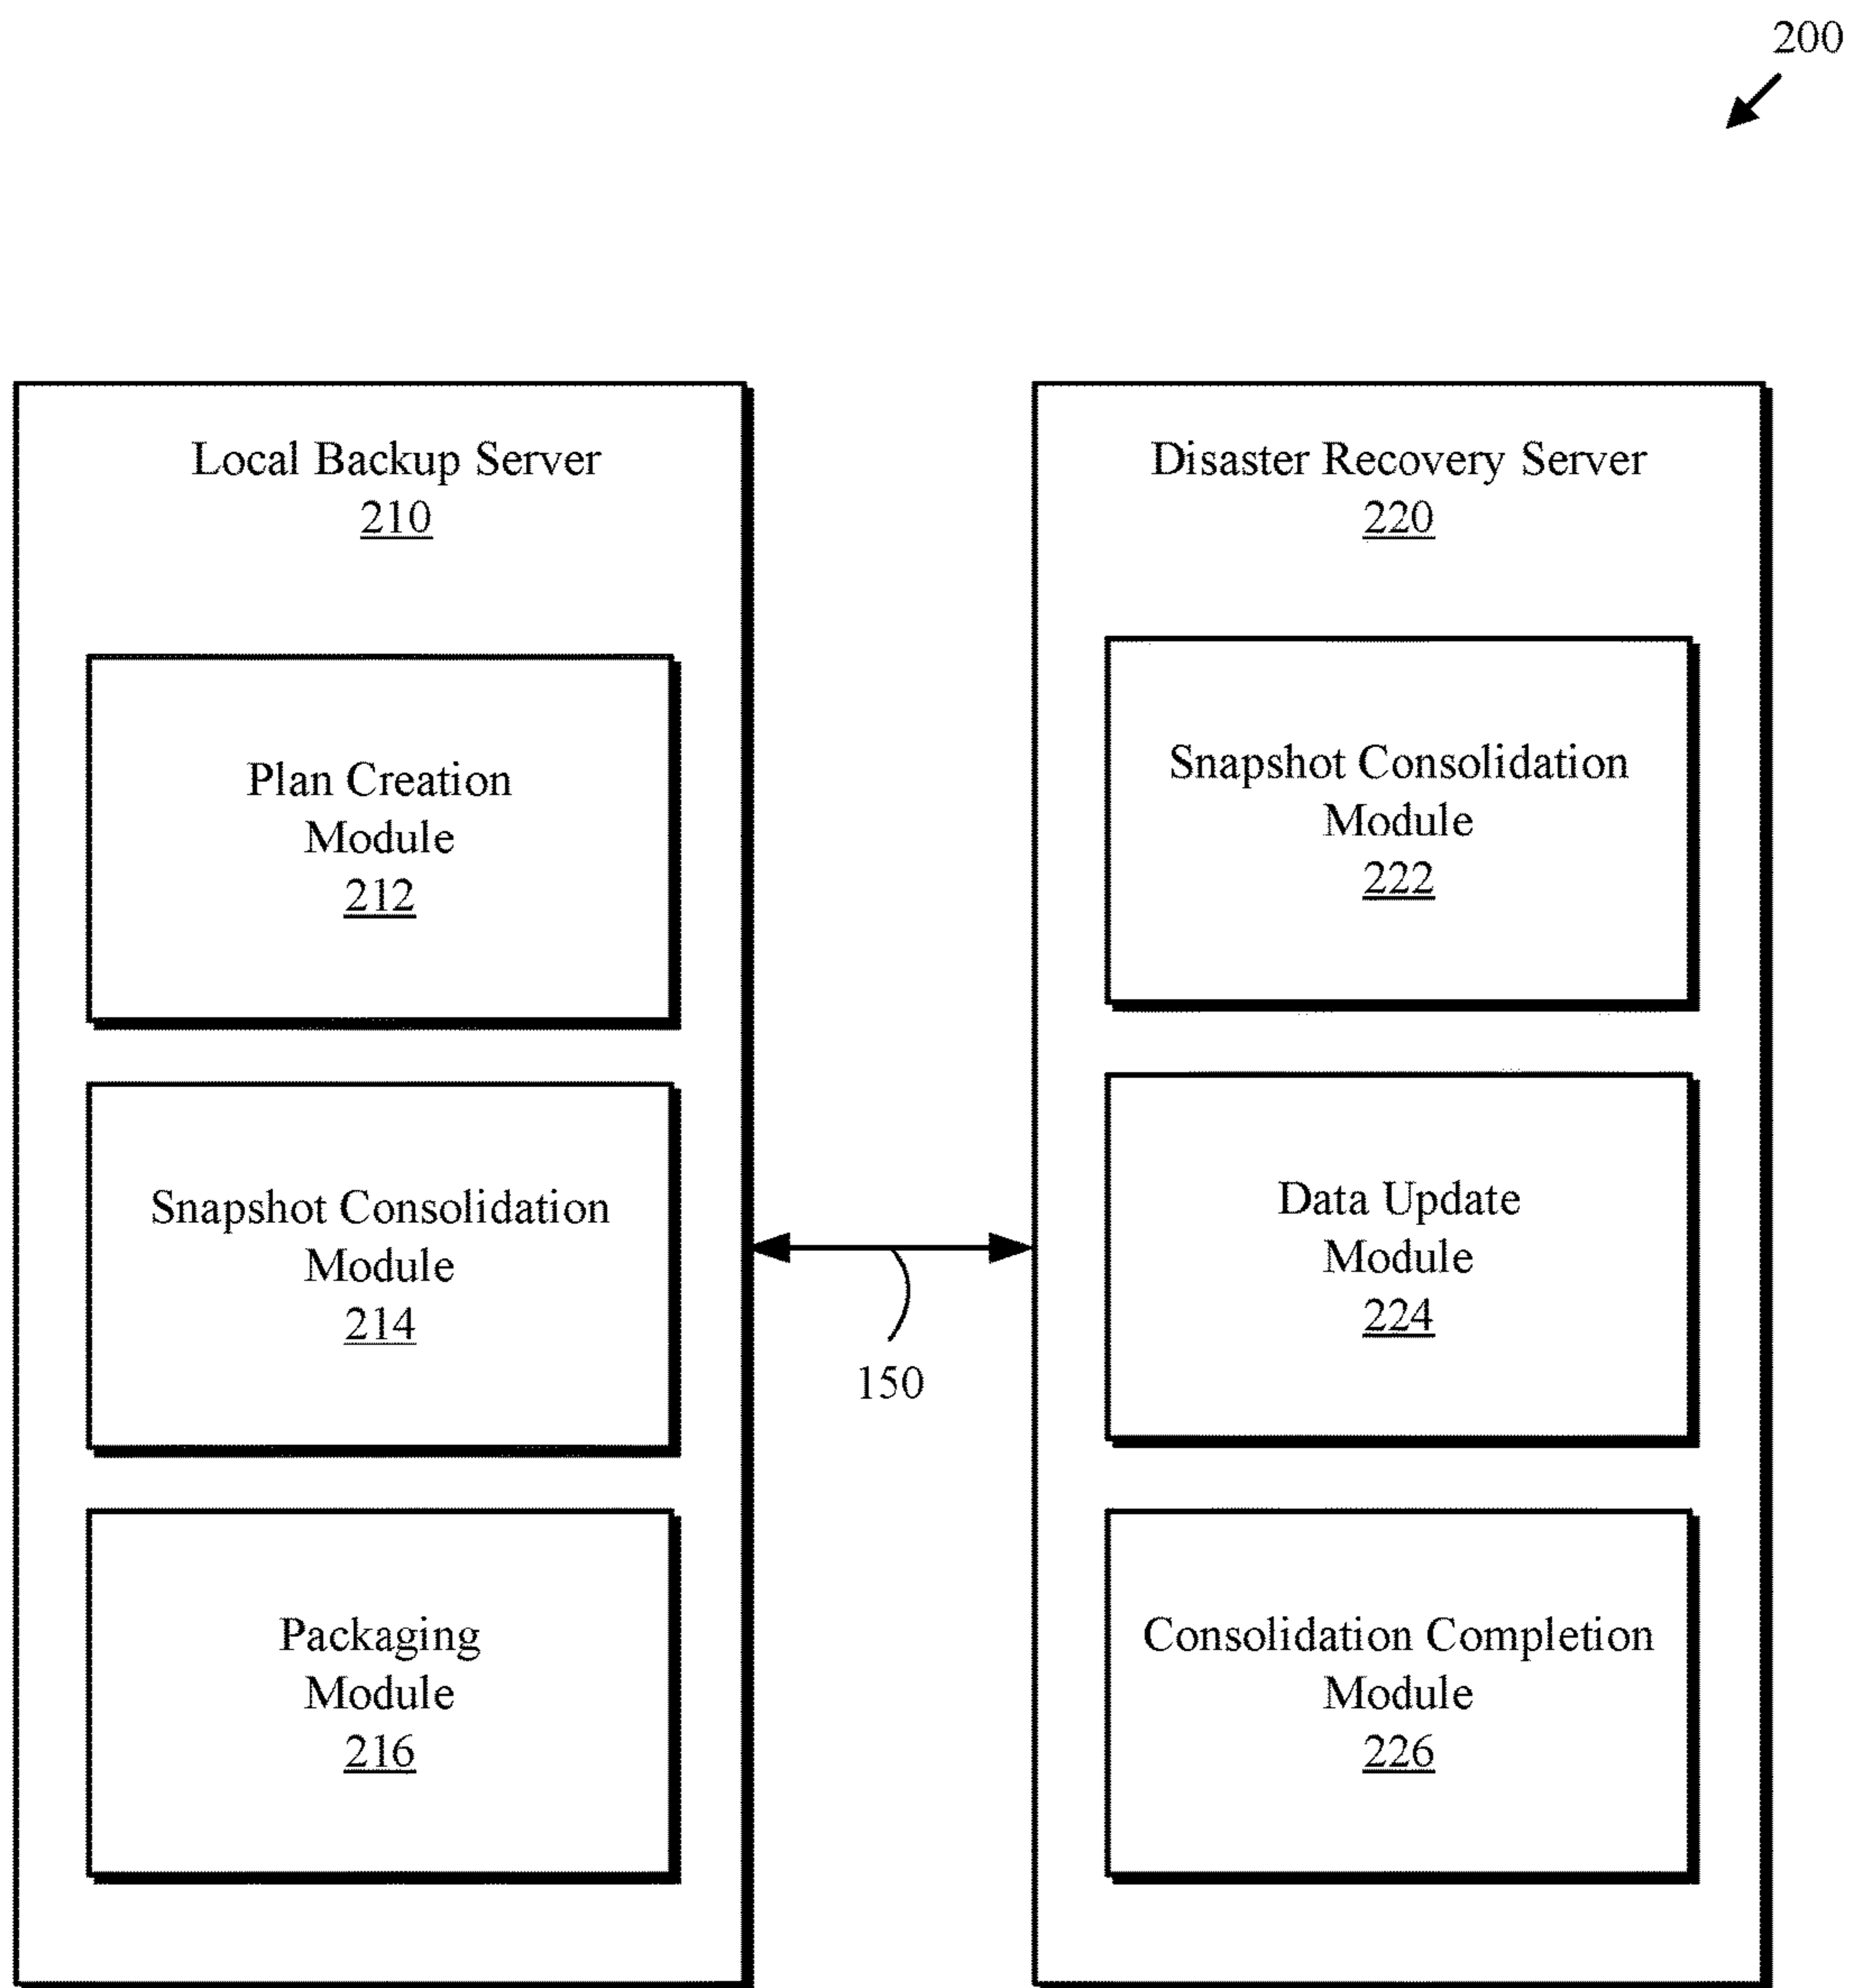 200
Local Backup Server
210
Plan Creation
Module
212
Snapshot Consolidation
Module
214
Packaging
Module
216
150
Disaster Recovery Server
220
Snapshot Consolidation
Module
222
Data Update
Module
224
Consolidation Completion
Module
226